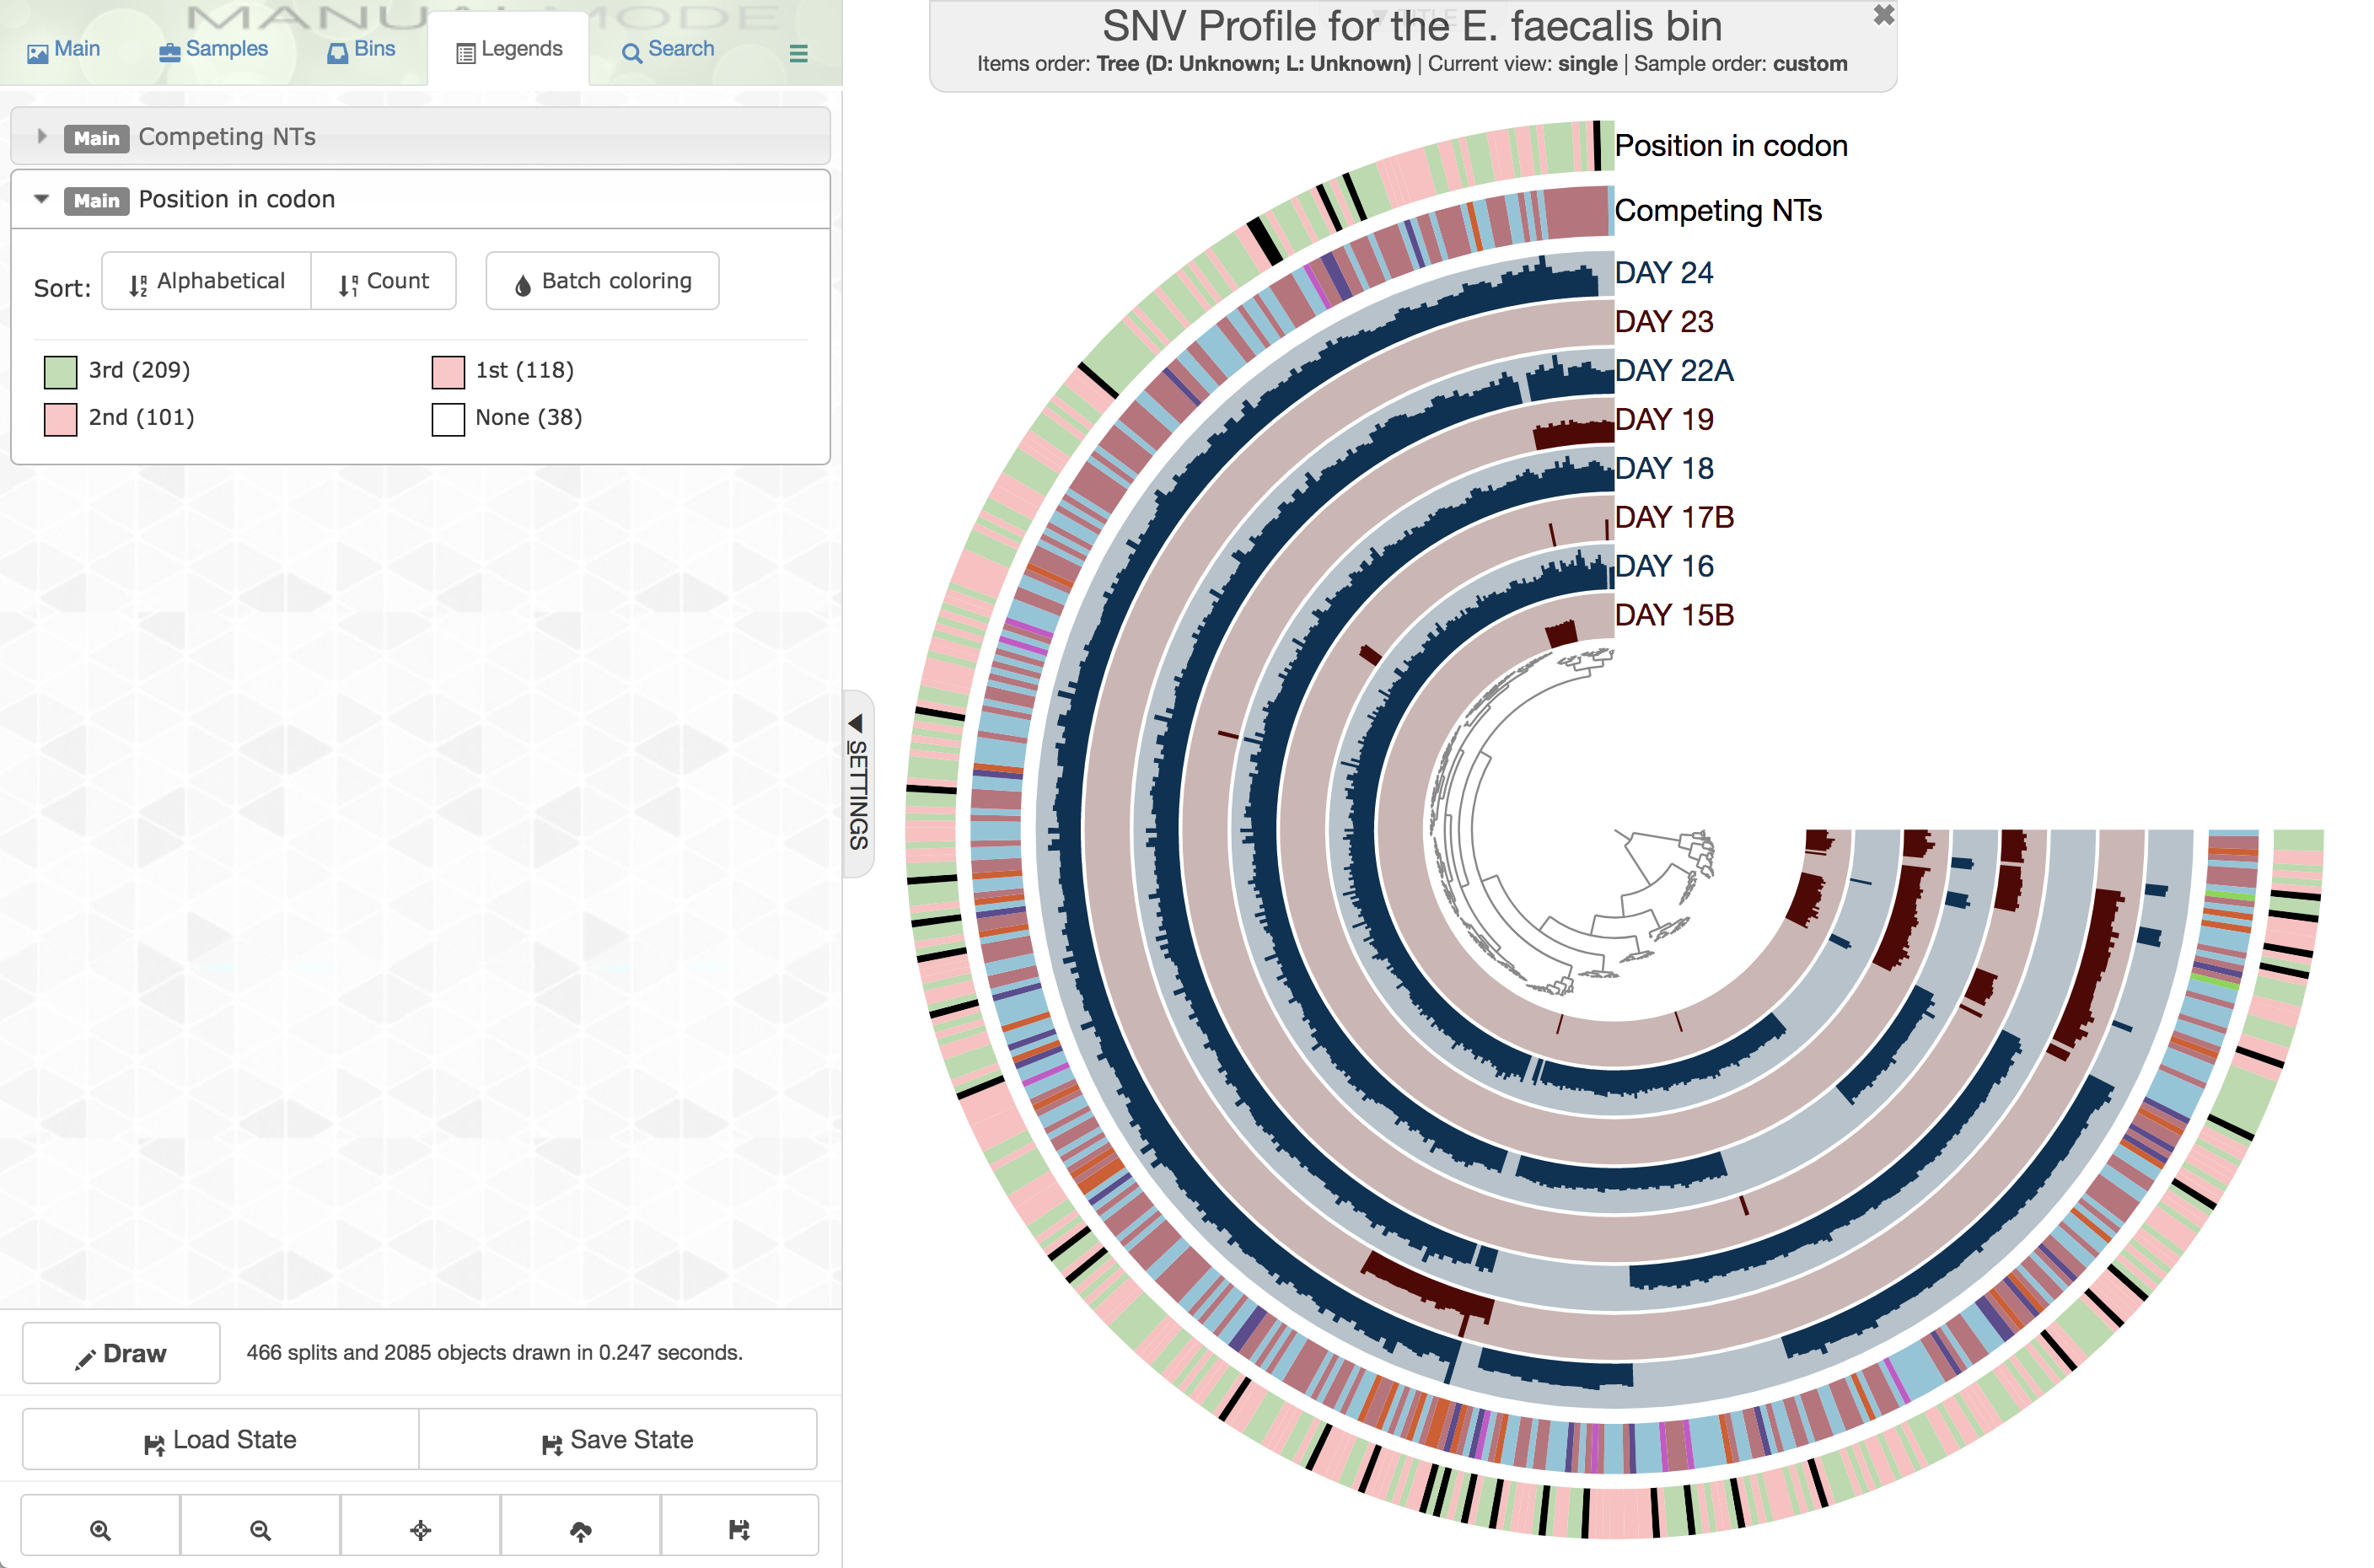 MANUAL MODE
Main
Samples
Bins
Legends
Search
Main Competing NTs
Main Position in codon
Sort:
Alphabetical
Count
Batch coloring
3rd (209)
1st (118)
2nd (101)
None (38)
Draw
466 splits and 2085 objects drawn in 0.247 seconds.
Load State
Save State
SETTINGS
TITLE
SNV Profile for the E. faecalis bin
Items order: Tree (D: Unknown; L: Unknown) | Current view: single | Sample order: custom
Position in codon
Competing NTs
DAY 24
DAY 23
DAY 22A
DAY 19
DAY 18
DAY 17B
DAY 16
DAY 15B